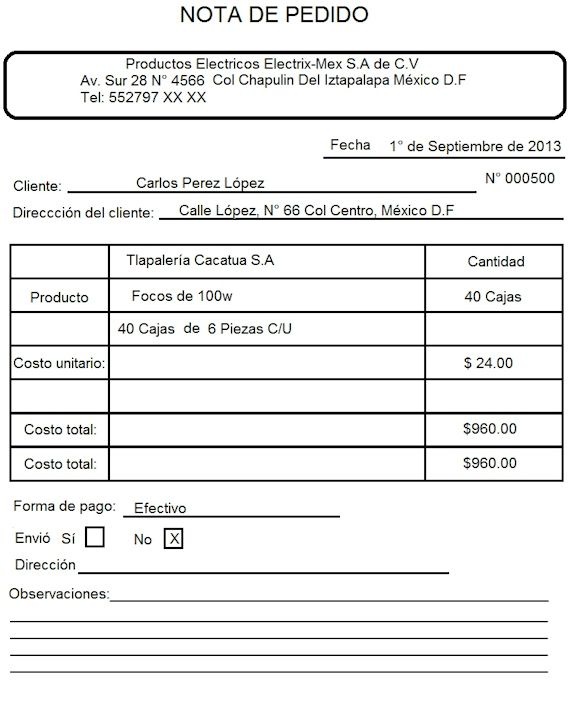 NOTA DE PEDIDO
Productos Electricos Electrix-Mex S.A de C.V
Av. Sur 28 N° 4566 Col Chapulin Del Iztapalapa México D.F
Tel: 552797 XX XX
Fecha 1° de Septiembre de 2013
Cliente: Carlos Perez López N° 000500
Direccción del cliente: Calle López, N° 66 Col Centro, México D.F
Tlapalería Cacatua S.A Cantidad
Producto Focos de 100w 40 Cajas
40 Cajas de 6 Piezas C/U
Costo unitario: $ 24.00
Costo total: $960.00
Costo total: $960.00
Forma de pago: Efectivo
Envió Sí No X
Dirección
Observaciones: